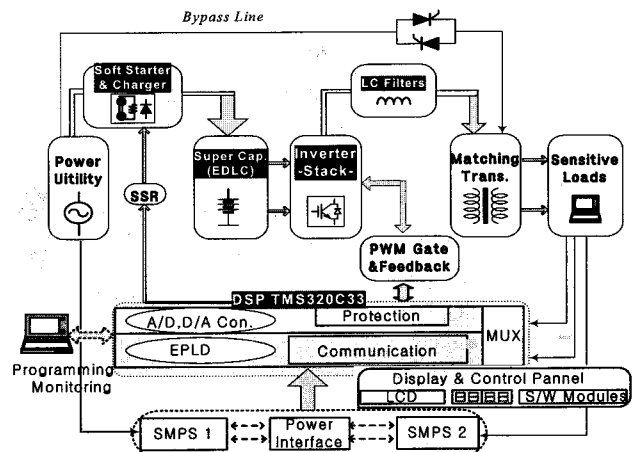 Bypass Line
Soft Starter
& Charger
LC Filters
Power
Uitility
Super Cap.
(EDLC)
Inverter
-Stack-
Matching
Trans.
Sensitive
Loads
SSR
PWM Gate
&Feedback
DSP TMS320C33
A/D,D/A Con.
Protection
MUX
EPLD
Communication
Programming
Monitoring
Display & Control Pannel
LCD
S/W Modules
SMPS 1
Power
Interface
SMPS 2